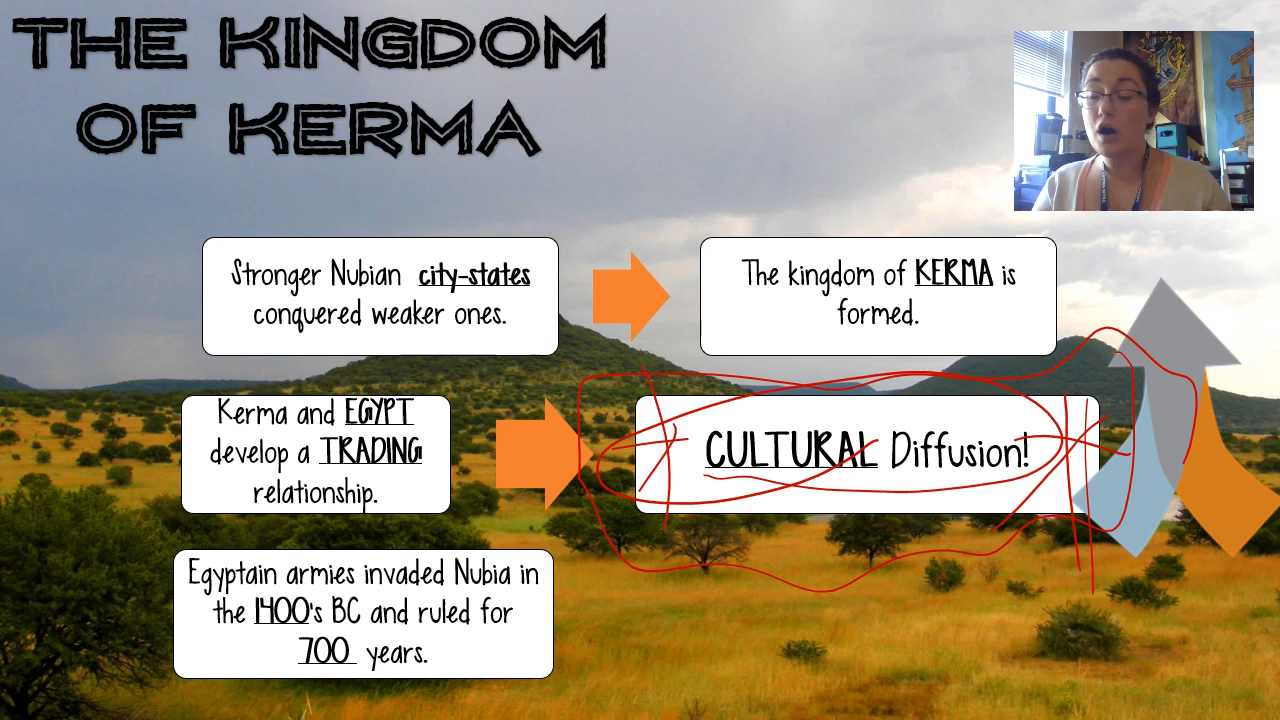 THE KINGDOM
OF KERMA
Stronger Nubian city-states
conquered weaker ones.
The kingdom of KERMA is
formed.
Kerma and EGYPT
develop a TRADING
relationship.
CULTURAL Diffusion!
Egyptain armies invaded Nubia in
the 1400's BC and ruled for
700 years.